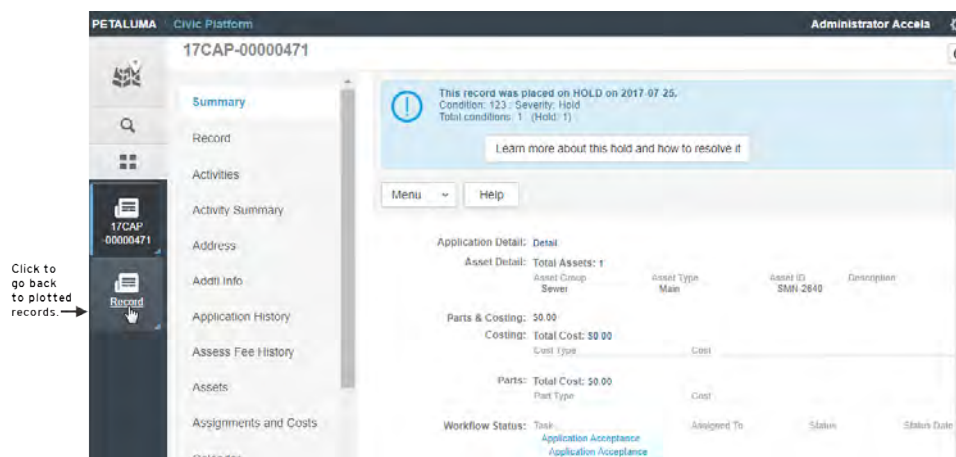 PETALUMA Civic Platform Administrator Accela
17CAP-00000471
Summary
Record
Activities
Activity Summary
Address
Addtl Info
Application History
Assess Fee History
Assets
Assignments and Costs
17CAP
-00000471
Record
Click to
go back
to plotted
records.
This record was placed on HOLD on 2017-07-25.
Condition: 123 Severity: Hold
Total conditions: 1 (Hold: 1)
Learn more about this hold and how to resolve it
Menu Help
Application Detail: Detail
Asset Detail: Total Assets: 1
Asset Group Asset Type Asset ID Description
Sewer Main SMN-2640
Parts & Costing: $0.00
Costing: Total Cost: $0.00
Cost Type Cost
Parts: Total Cost: $0.00
Part Type Cost
Workflow Status: Task Assigned To Status Status Date
Application Acceptance
Application Acceptance